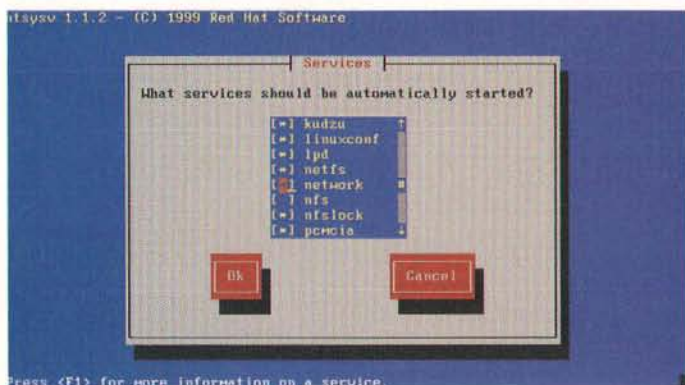 ntsysv 1.1.2 - (C) 1999 Red Hat Software
Services
What services should be automatically started?
[*] kudzu
[*] linuxconf
[*] lpd
[*] netfs
[*] network
[ ] nfs
[*] nfslock
[*] pcmcia
Ok
Cancel
Press <F1> for more information on a service.